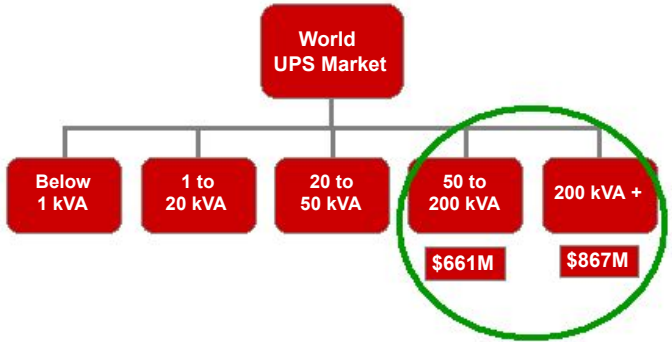 World
UPS Market
Below
1 kVA
1 to
20 kVA
20 to
50 kVA
50 to
200 kVA
200 kVA +
$661M
$867M